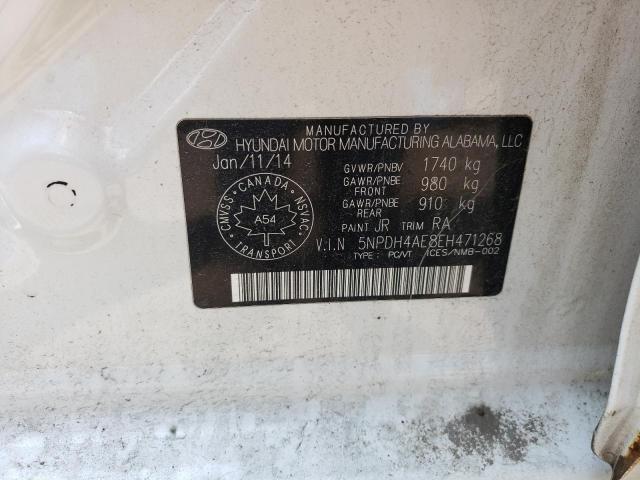 MANUFACTURED BY
HYUNDAI MOTOR MANUFACTURING ALABAMA, LLC
Jan/11/14
GVWR/PNBV 1740 kg
GAWR/PNBE FRONT 980 kg
GAWR/PNBE REAR 910 kg
PAINT JR TRIM RA
V.I.N 5NPDH4AE8EH471268
TYPE: PC/VT ICES/NMB-002
CANADA
CMVSS
NSVAC
A54
TRANSPORT